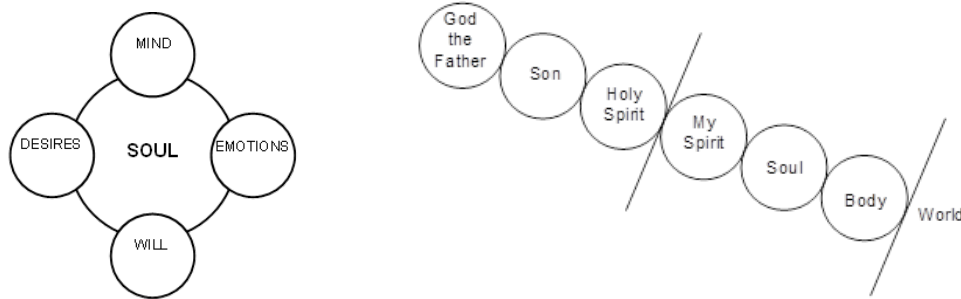 MIND
DESIRES
SOUL
EMOTIONS
WILL
God
the
Father
Son
Holy
Spirit
My
Spirit
Soul
Body
World